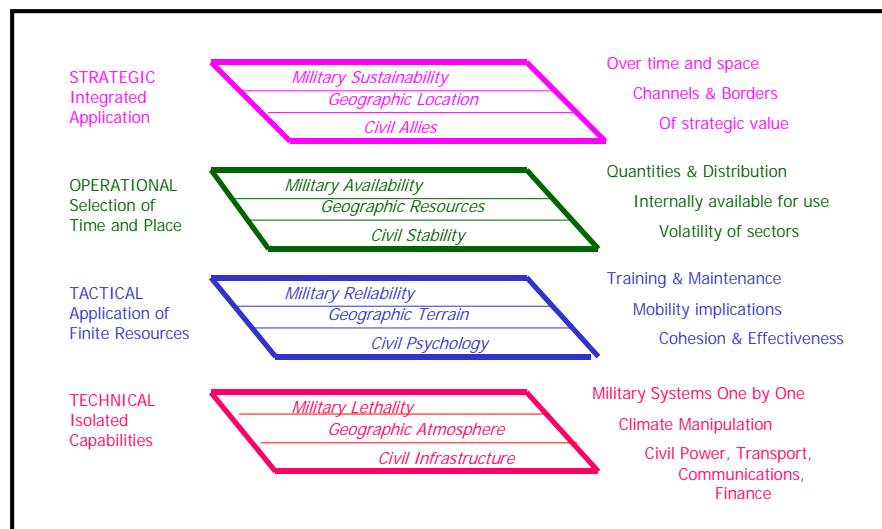 STRATEGIC
Integrated
Application
Military Sustainability
Geographic Location
Civil Allies
Over time and space
Channels & Borders
Of strategic value
OPERATIONAL
Selection of
Time and Place
Military Availability
Geographic Resources
Civil Stability
Quantities & Distribution
Internally available for use
Volatility of sectors
TACTICAL
Application of
Finite Resources
Military Reliability
Geographic Terrain
Civil Psychology
Training & Maintenance
Mobility implications
Cohesion & Effectiveness
TECHNICAL
Isolated
Capabilities
Military Lethality
Geographic Atmosphere
Civil Infrastructure
Military Systems One by One
Climate Manipulation
Civil Power, Transport,
Communications,
Finance